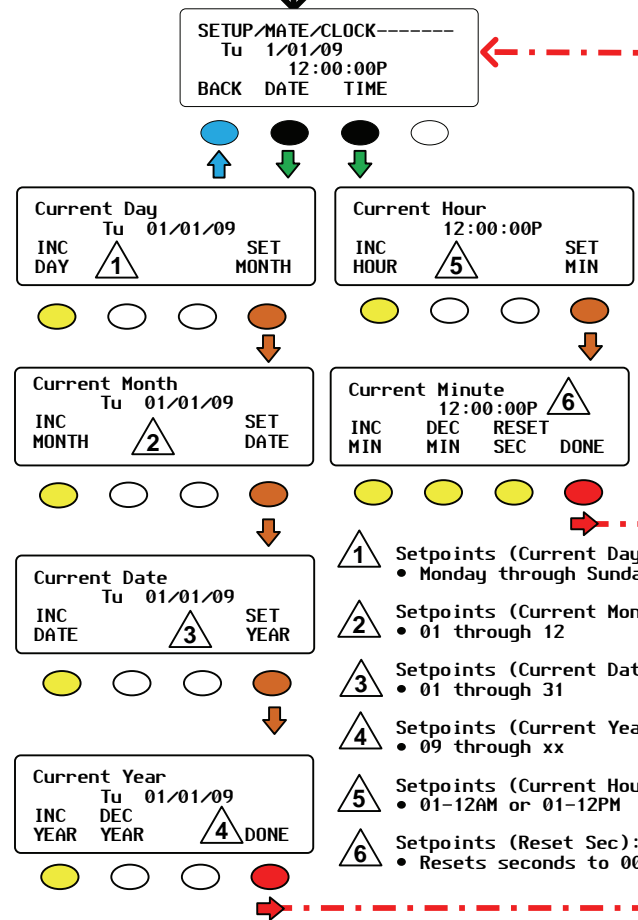 SETUP/MATE/CLOCK-------
Tu 1/01/09
12:00:00P
BACK DATE TIME
Current Day
Tu 01/01/09
INC SET
DAY 1 MONTH
Current Hour
12:00:00P
INC SET
HOUR 5 MIN
Current Month
Tu 01/01/09
INC SET
MONTH 2 DATE
Current Minute
12:00:00P 6
INC DEC RESET
MIN MIN SEC DONE
Current Date
Tu 01/01/09
INC SET
DATE 3 YEAR
Current Year
Tu 01/01/09
INC DEC
YEAR YEAR 4 DONE
1 Setpoints (Current Day
• Monday through Sunda
2 Setpoints (Current Mon
• 01 through 12
3 Setpoints (Current Dat
• 01 through 31
4 Setpoints (Current Yea
• 09 through xx
5 Setpoints (Current Hou
• 01-12AM or 01-12PM
6 Setpoints (Reset Sec):
• Resets seconds to 00